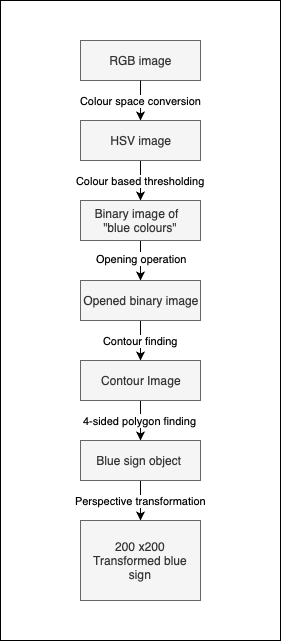 RGB image
Colour space conversion
HSV image
Colour based thresholding
Binary image of
"blue colours"
Opening operation
Opened binary image
Contour finding
Contour Image
4-sided polygon finding
Blue sign object
Perspective transformation
200 x200
Transformed blue
sign